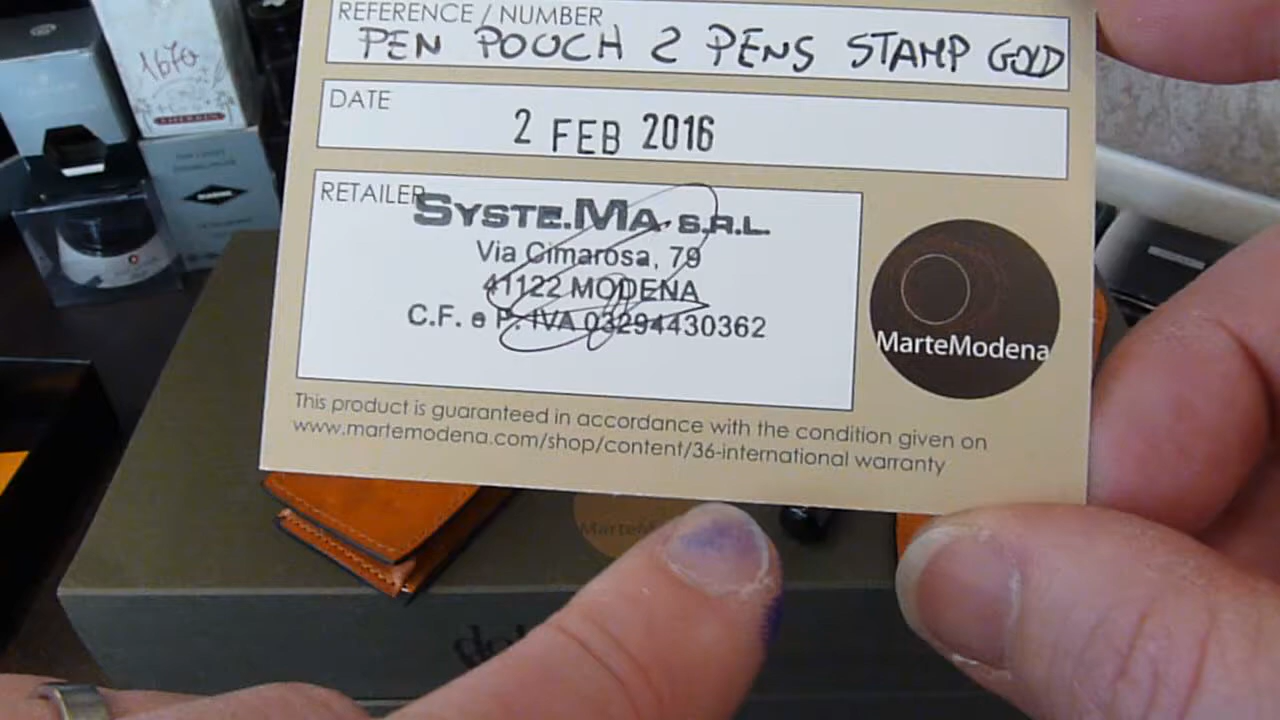 REFERENCE / NUMBER
PEN POUCH 2 PENS STAMP GOLD
DATE
2 FEB 2016
RETAILER
SYSTE.MA S.R.L.
Via Cimarosa, 79
41122 MODENA
C.F. e P. IVA 03294430362
MarteModena
This product is guaranteed in accordance with the condition given on
www.martemodena.com/shop/content/36-international warranty
1670